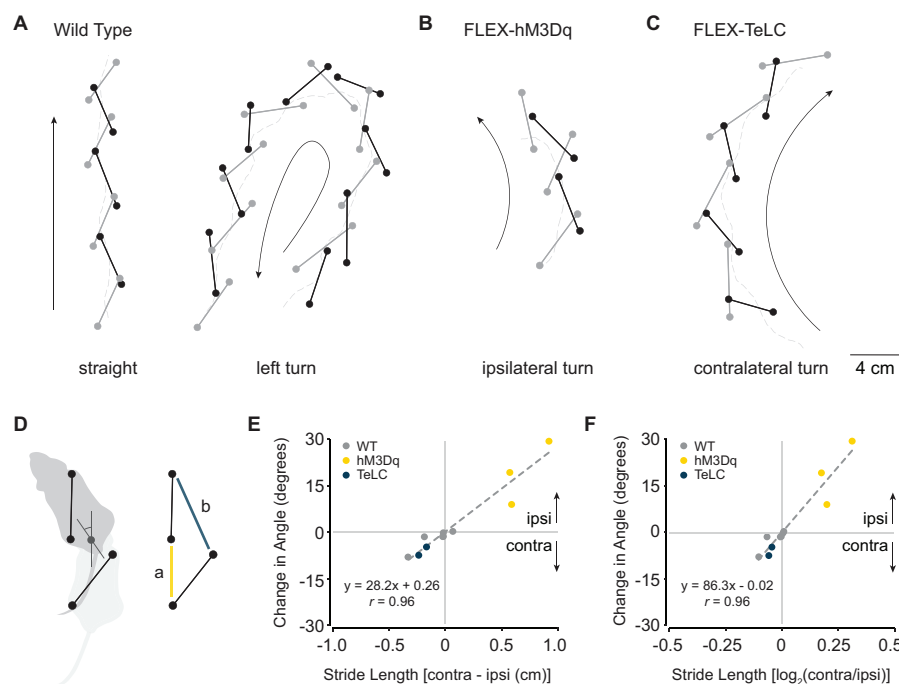 A Wild Type
B FLEX-hM3Dq
C FLEX-TeLC
straight
left turn
ipsilateral turn
contralateral turn
4 cm
D
a
b
E
WT
hM3Dq
TeLC
Change in Angle (degrees)
30
15
0
-15
-30
ipsi
contra
y = 28.2x + 0.26
r = 0.96
-1.0 -0.5 0 0.5 1.0
Stride Length [contra - ipsi (cm)]
F
WT
hM3Dq
TeLC
Change in Angle (degrees)
30
15
0
-15
-30
ipsi
contra
y = 86.3x - 0.02
r = 0.96
-0.5 -0.25 0 0.25 0.5
Stride Length [log2(contra/ipsi)]